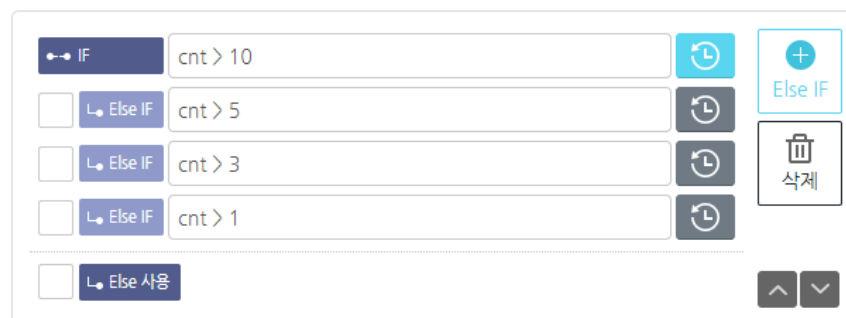 IF cnt > 10
Else IF
Else IF cnt > 5
삭제
Else IF cnt > 3
Else IF cnt > 1
Else 사용